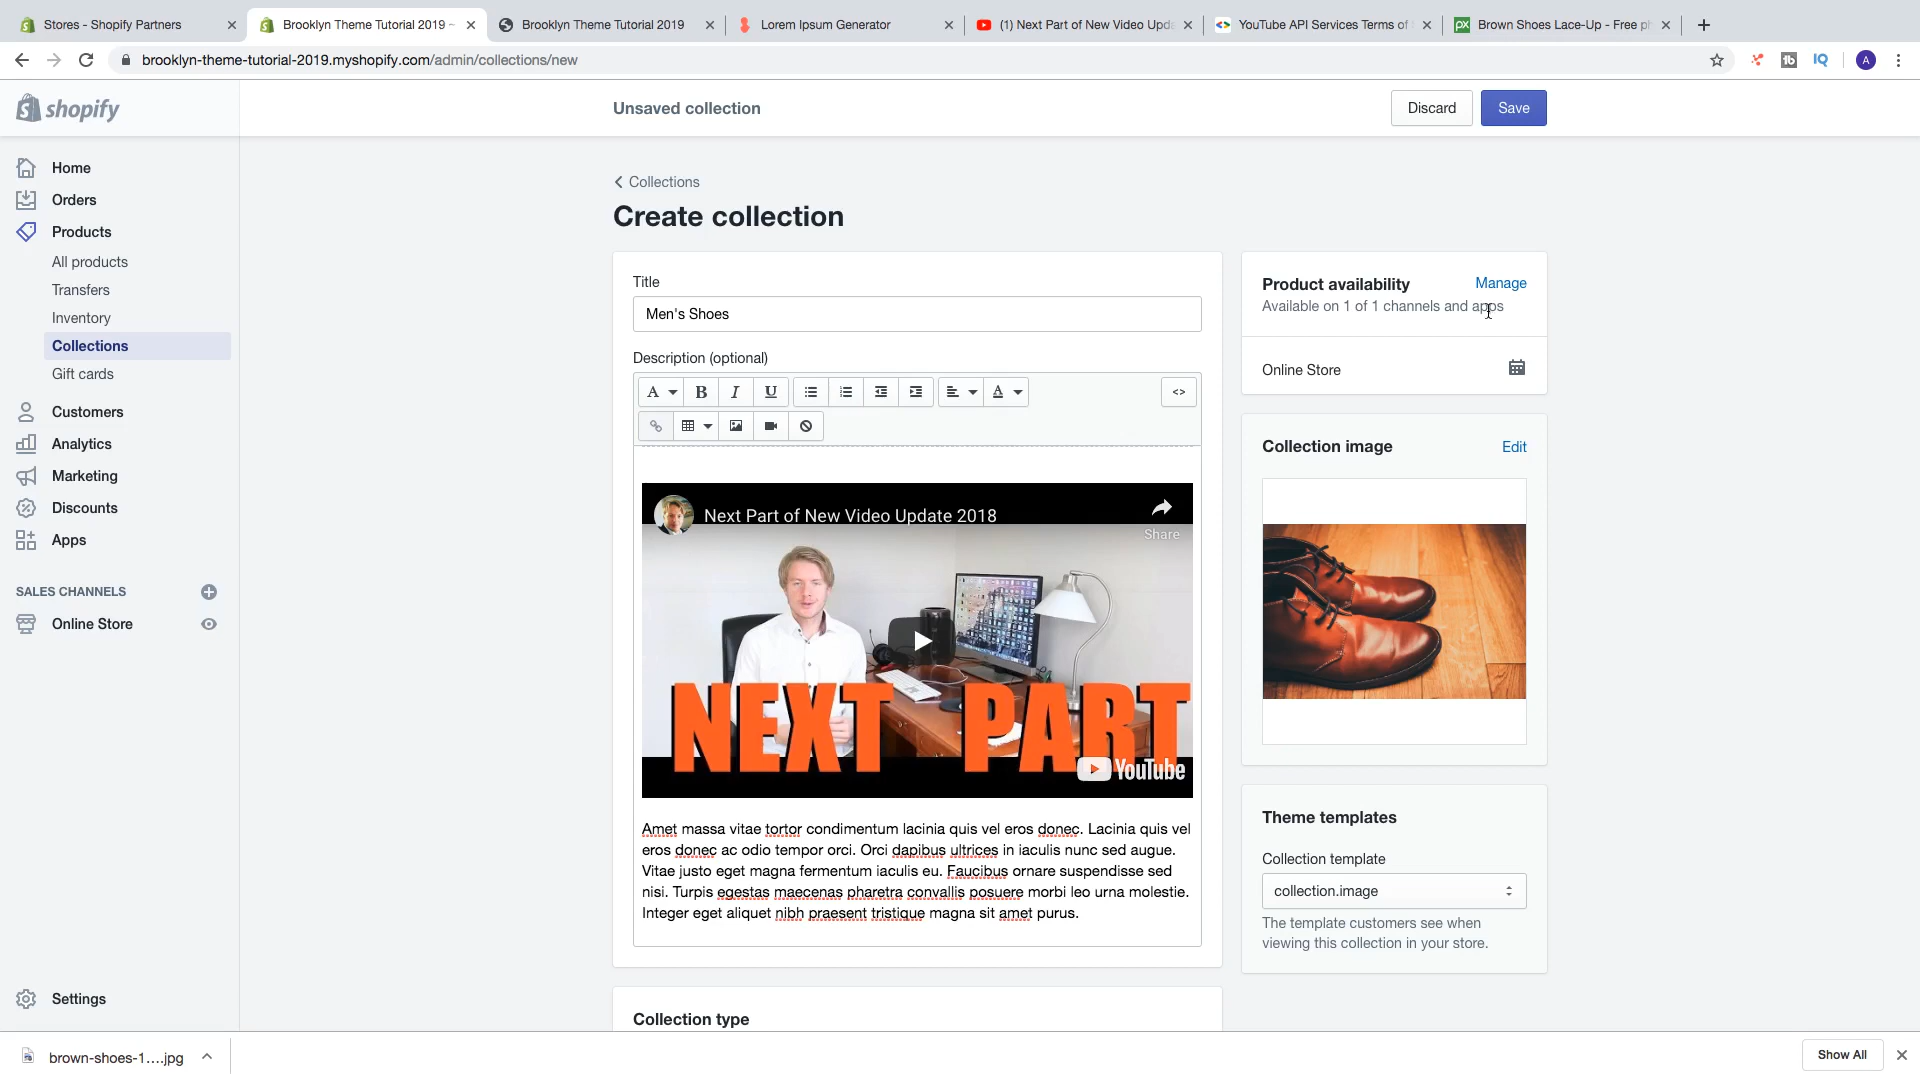 Stores - Shopify Partners
Brooklyn Theme Tutorial 2019 ~
Brooklyn Theme Tutorial 2019
Lorem Ipsum Generator
(1) Next Part of New Video Upda
YouTube API Services Terms of
Brown Shoes Lace-Up - Free ph
brooklyn-theme-tutorial-2019.myshopify.com/admin/collections/new
tb
IQ
A
shopify
Unsaved collection
Discard
Save
Home
Orders
Products
All products
Transfers
Inventory
Collections
Gift cards
Customers
Analytics
Marketing
Discounts
Apps
SALES CHANNELS
Online Store
Settings
Collections
Create collection
Title
Men's Shoes
Description (optional)
A B I U A <>
Next Part of New Video Update 2018
Share
NEXT PART
YouTube
Amet massa vitae tortor condimentum lacinia quis vel eros donec. Lacinia quis vel
eros donec ac odio tempor orci. Orci dapibus ultrices in iaculis nunc sed augue.
Vitae justo eget magna fermentum iaculis eu. Faucibus ornare suspendisse sed
nisi. Turpis egestas maecenas pharetra convallis posuere morbi leo urna molestie.
Integer eget aliquet nibh praesent tristique magna sit amet purus.
Collection type
Product availability
Manage
Available on 1 of 1 channels and apps
Online Store
Collection image
Edit
Theme templates
Collection template
collection.image
The template customers see when
viewing this collection in your store.
brown-shoes-1....jpg
Show All